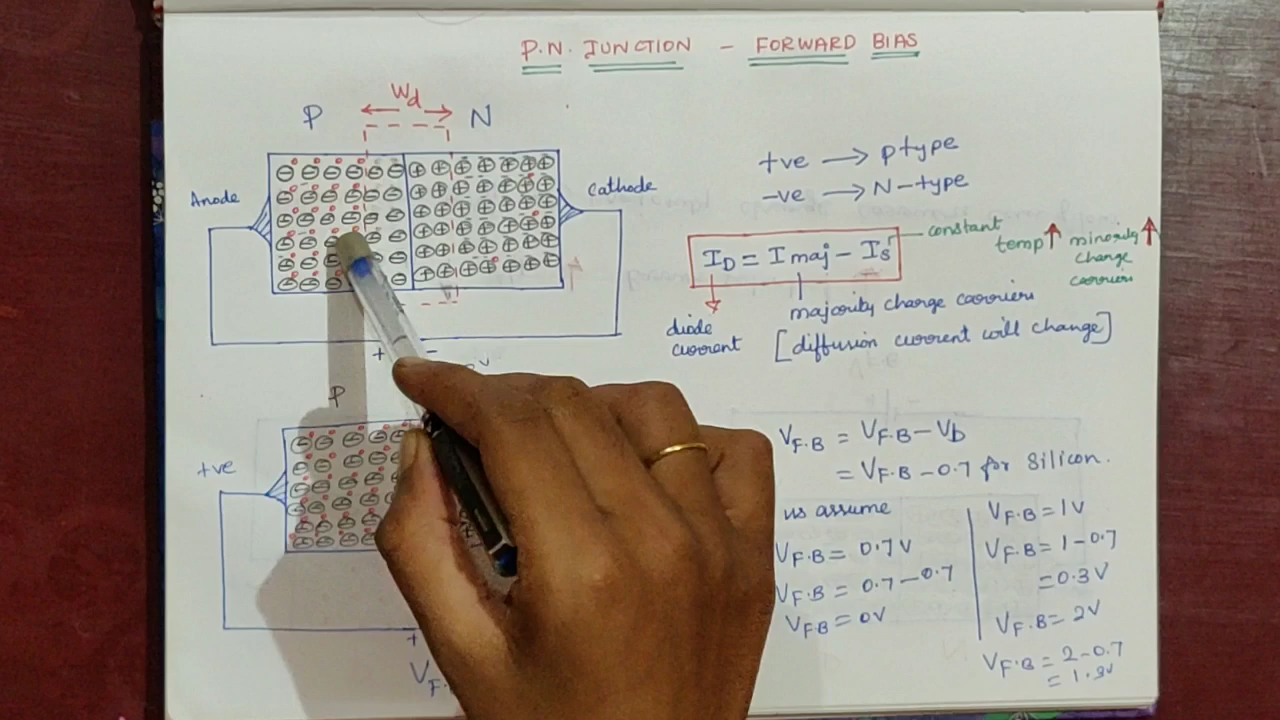 P.N. JUNCTION - FORWARD BIAS
Wd
P N
Anode
Cathode
+
P
+ve
+
+ve → P type
-ve → N-type
ID = I maj - Is
constant
temp ↑ minority ↑
charge
carriers
diode
current
majority charge carriers
[diffusion current will change]
VF.B = VF.B - Vb
= VF.B - 0.7 for Silicon.
us assume
VF.B = 0.7V
VF.B = 0.7-0.7
VF.B = 0V
VF.B = 1V
VF.B = 1-0.7
=0.3V
VF.B = 2V
VF.B = 2-0.7
= 1.3V